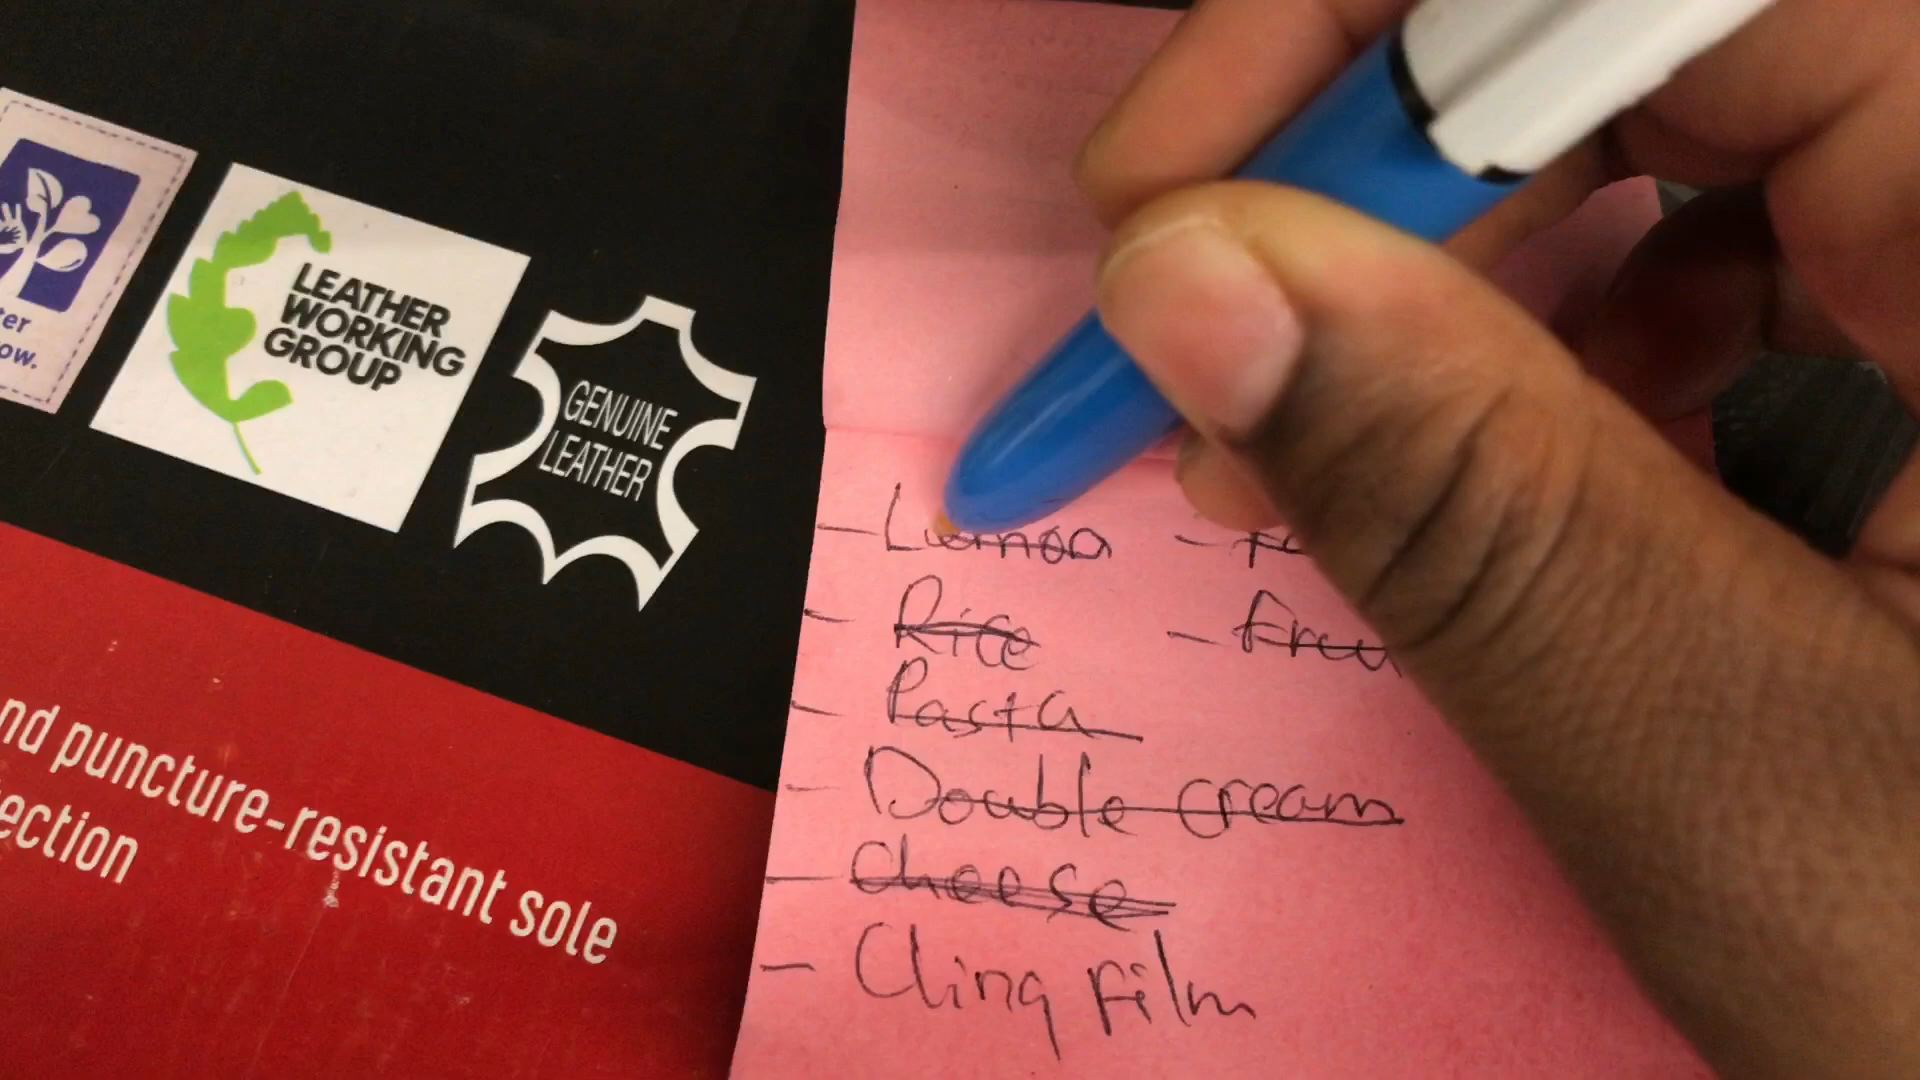 ter
ow.
LEATHER
WORKING
GROUP
GENUINE
LEATHER
nd puncture-resistant sole
ection
-
- Rice -
- Pasta
- Double cream
- cheese
- Cling Film